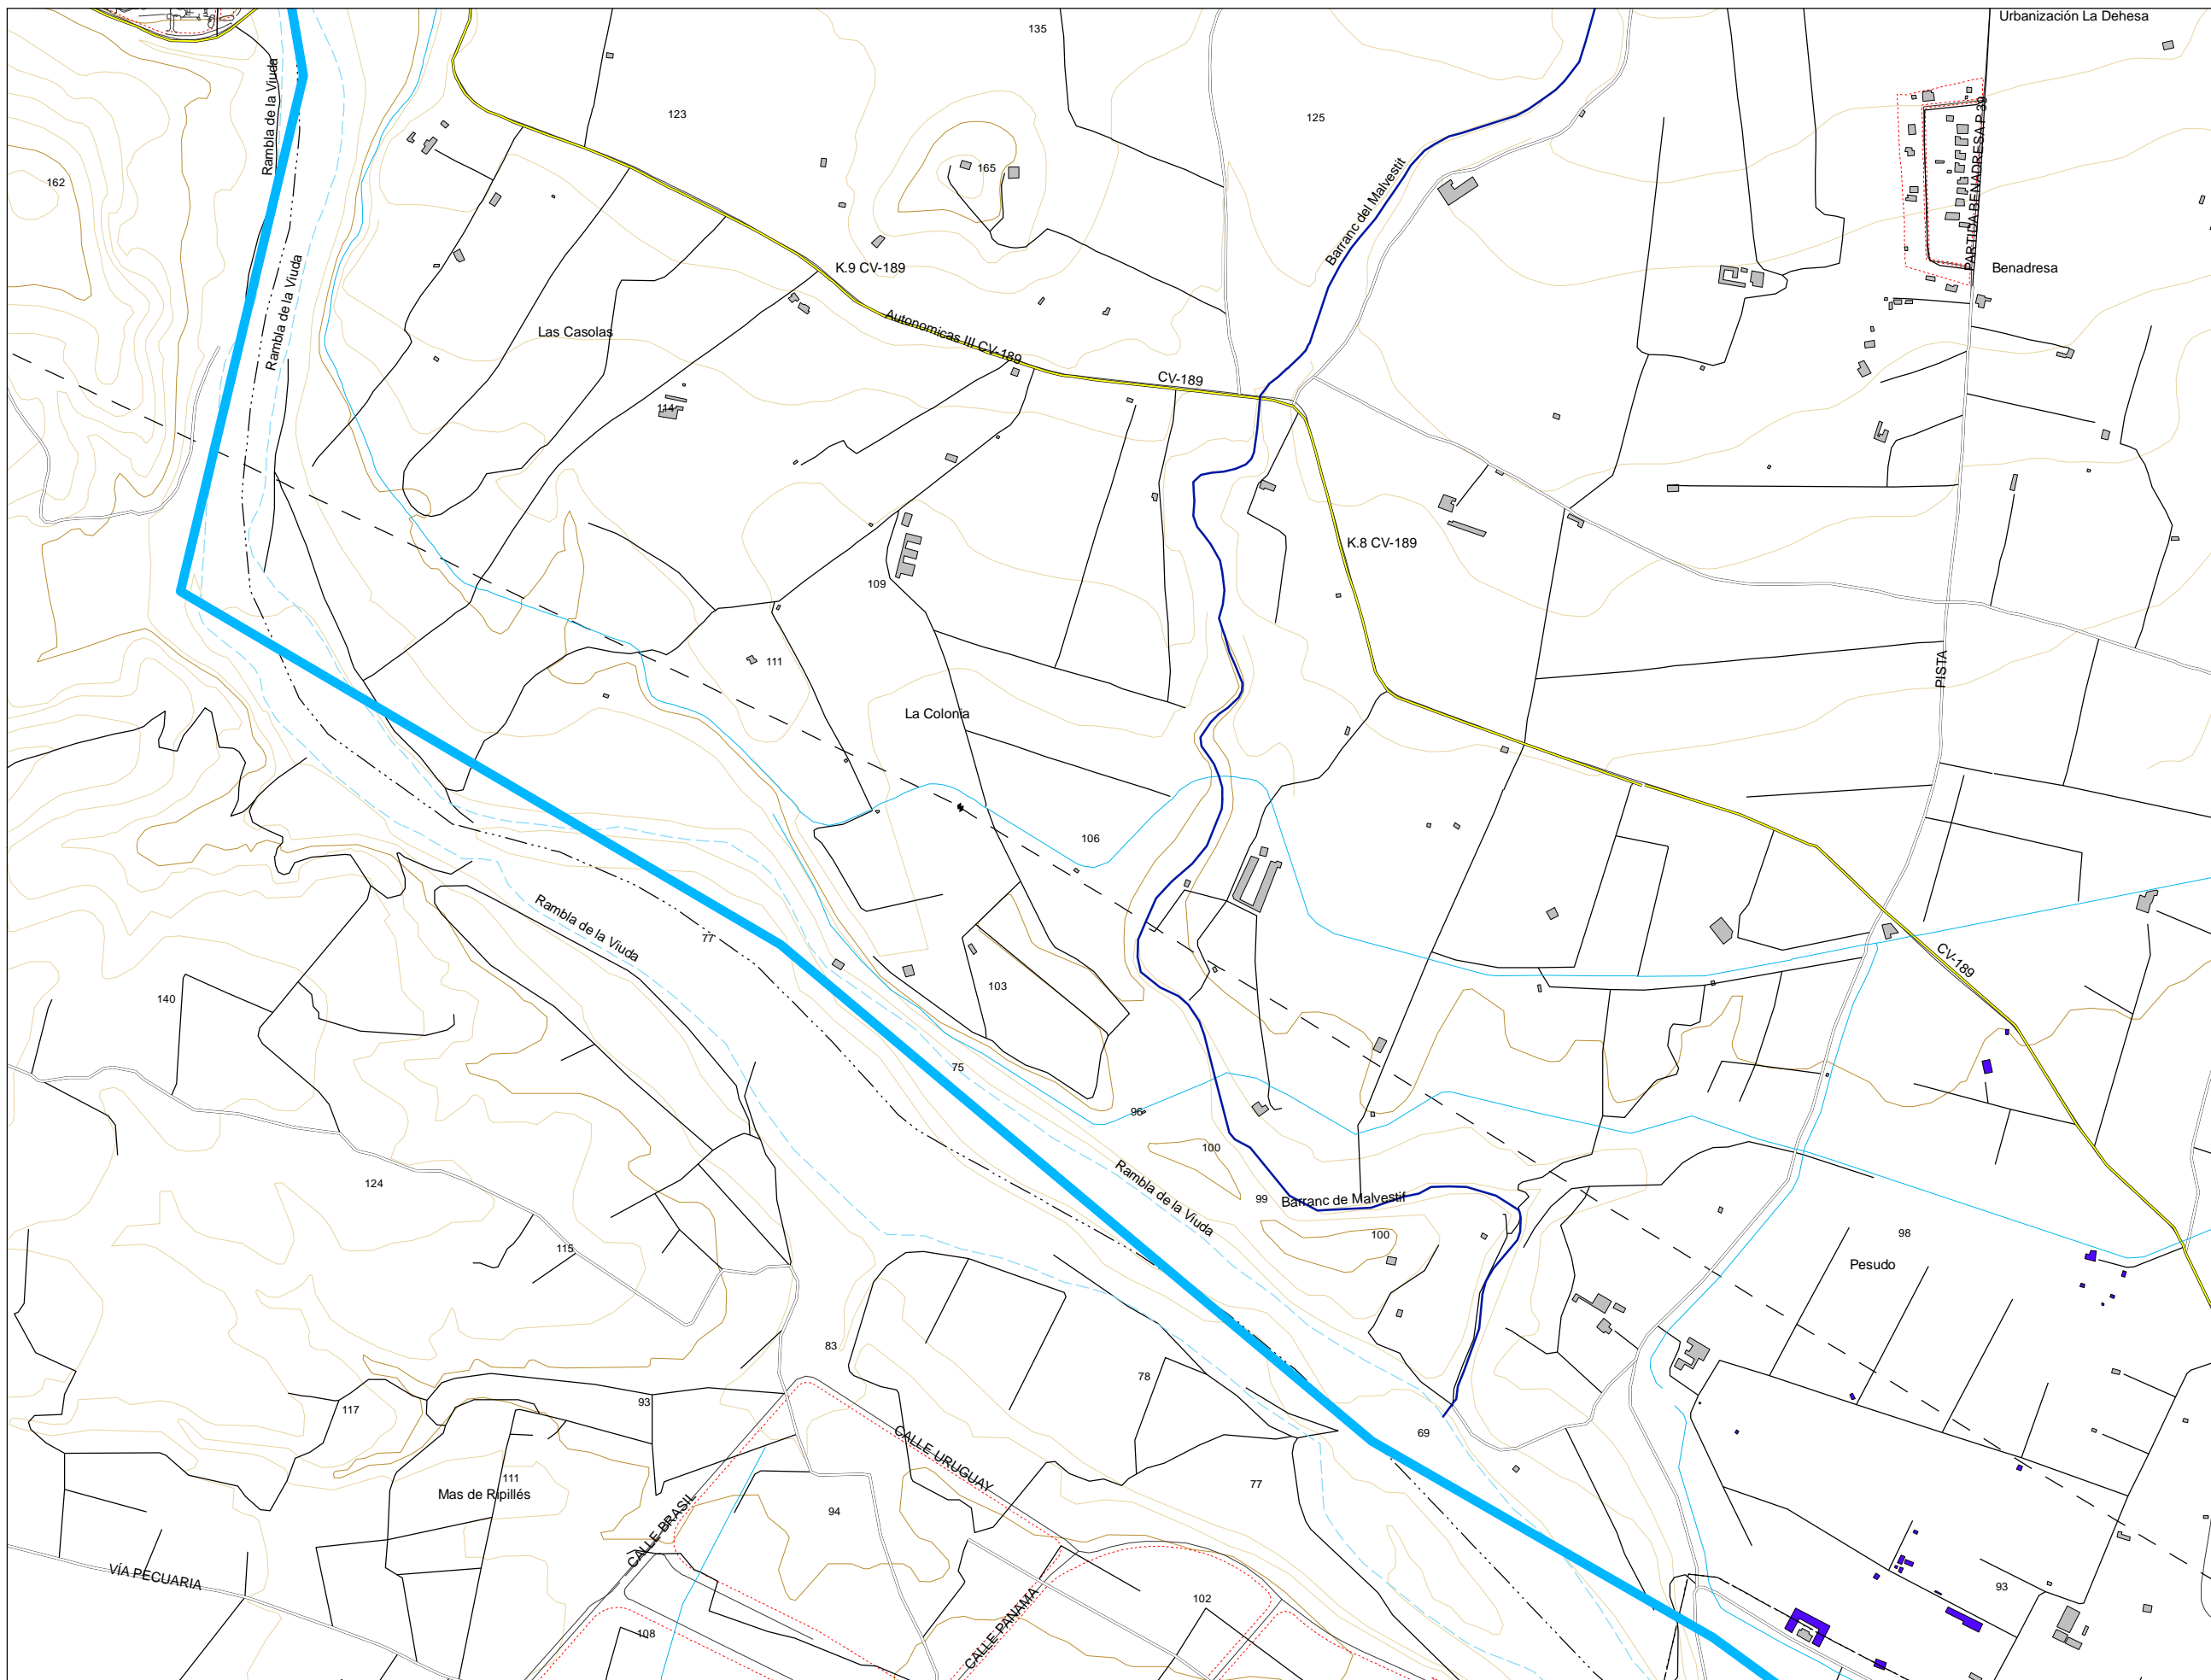 Urbanización La Dehesa
135
123
125
165
162
Rambla de la Viuda
Rambla de la Viuda
Barranc del Malvestit
PARTIDA BENADRESA P 39
Benadresa
K.9 CV-189
Las Casolas
Autonomicas III CV-189
CV-189
114
K.8 CV-189
109
111
PISTA
La Colonia
106
Rambla de la Viuda
77
CV-189
103
140
75
96
100
Rambla de la Viuda
99
Barranc de Malvestif
124
100
98
115
Pesudo
83
78
117
93
69
CALLE URUGUAY
111
77
Mas de Ripillés
94
CALLE BRASIL
VÍA PECUARIA
93
CALLE PANAMA
102
108